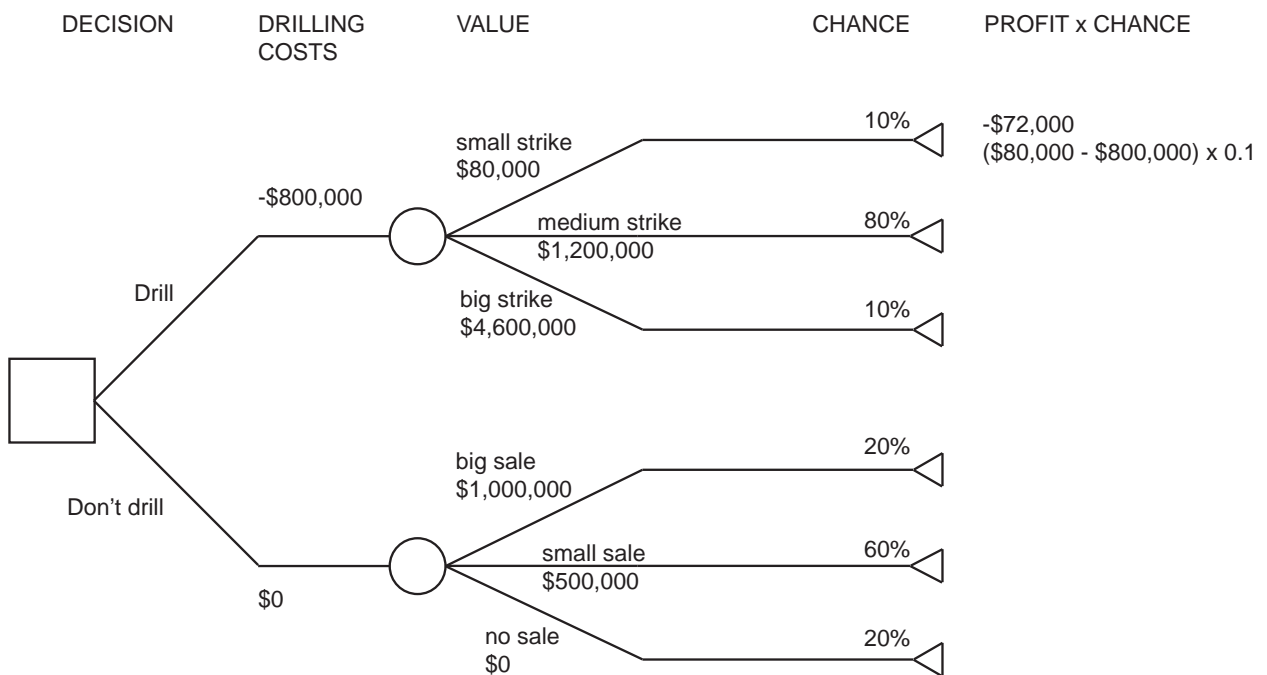 DECISION
DRILLING
COSTS
VALUE
CHANCE
PROFIT x CHANCE
10%
-$72,000
($80,000 - $800,000) x 0.1
small strike
$80,000
-$800,000
medium strike
$1,200,000
80%
Drill
big strike
$4,600,000
10%
big sale
$1,000,000
20%
Don't drill
small sale
$500,000
60%
$0
no sale
$0
20%